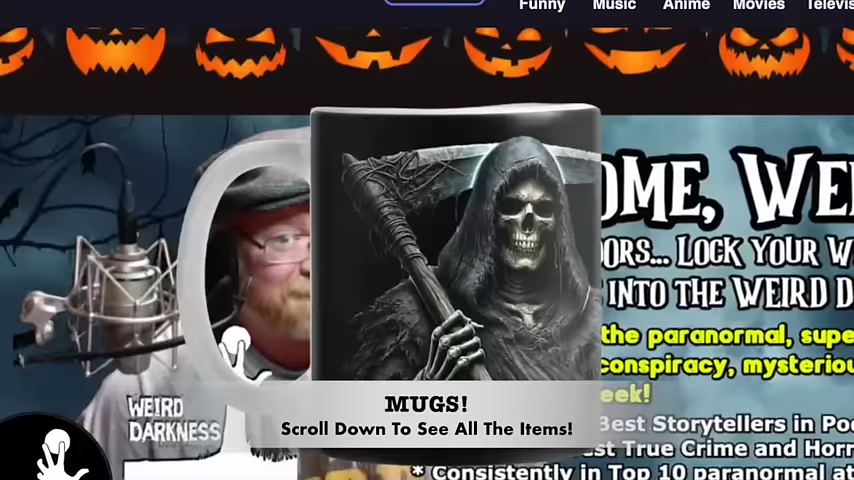 Funny Music Anime Movies
OME, WE
ORS... LOCK YOUR W
INTO THE WEIRD D
the paranormal, supe
conspiracy, mysteriou
eek!
MUGS!
Scroll Down To See All The Items!
WEIRD
DARKNESS
Best Storytellers in Po
st True Crime and Horr
* Consistently in Top 10 paranormal a